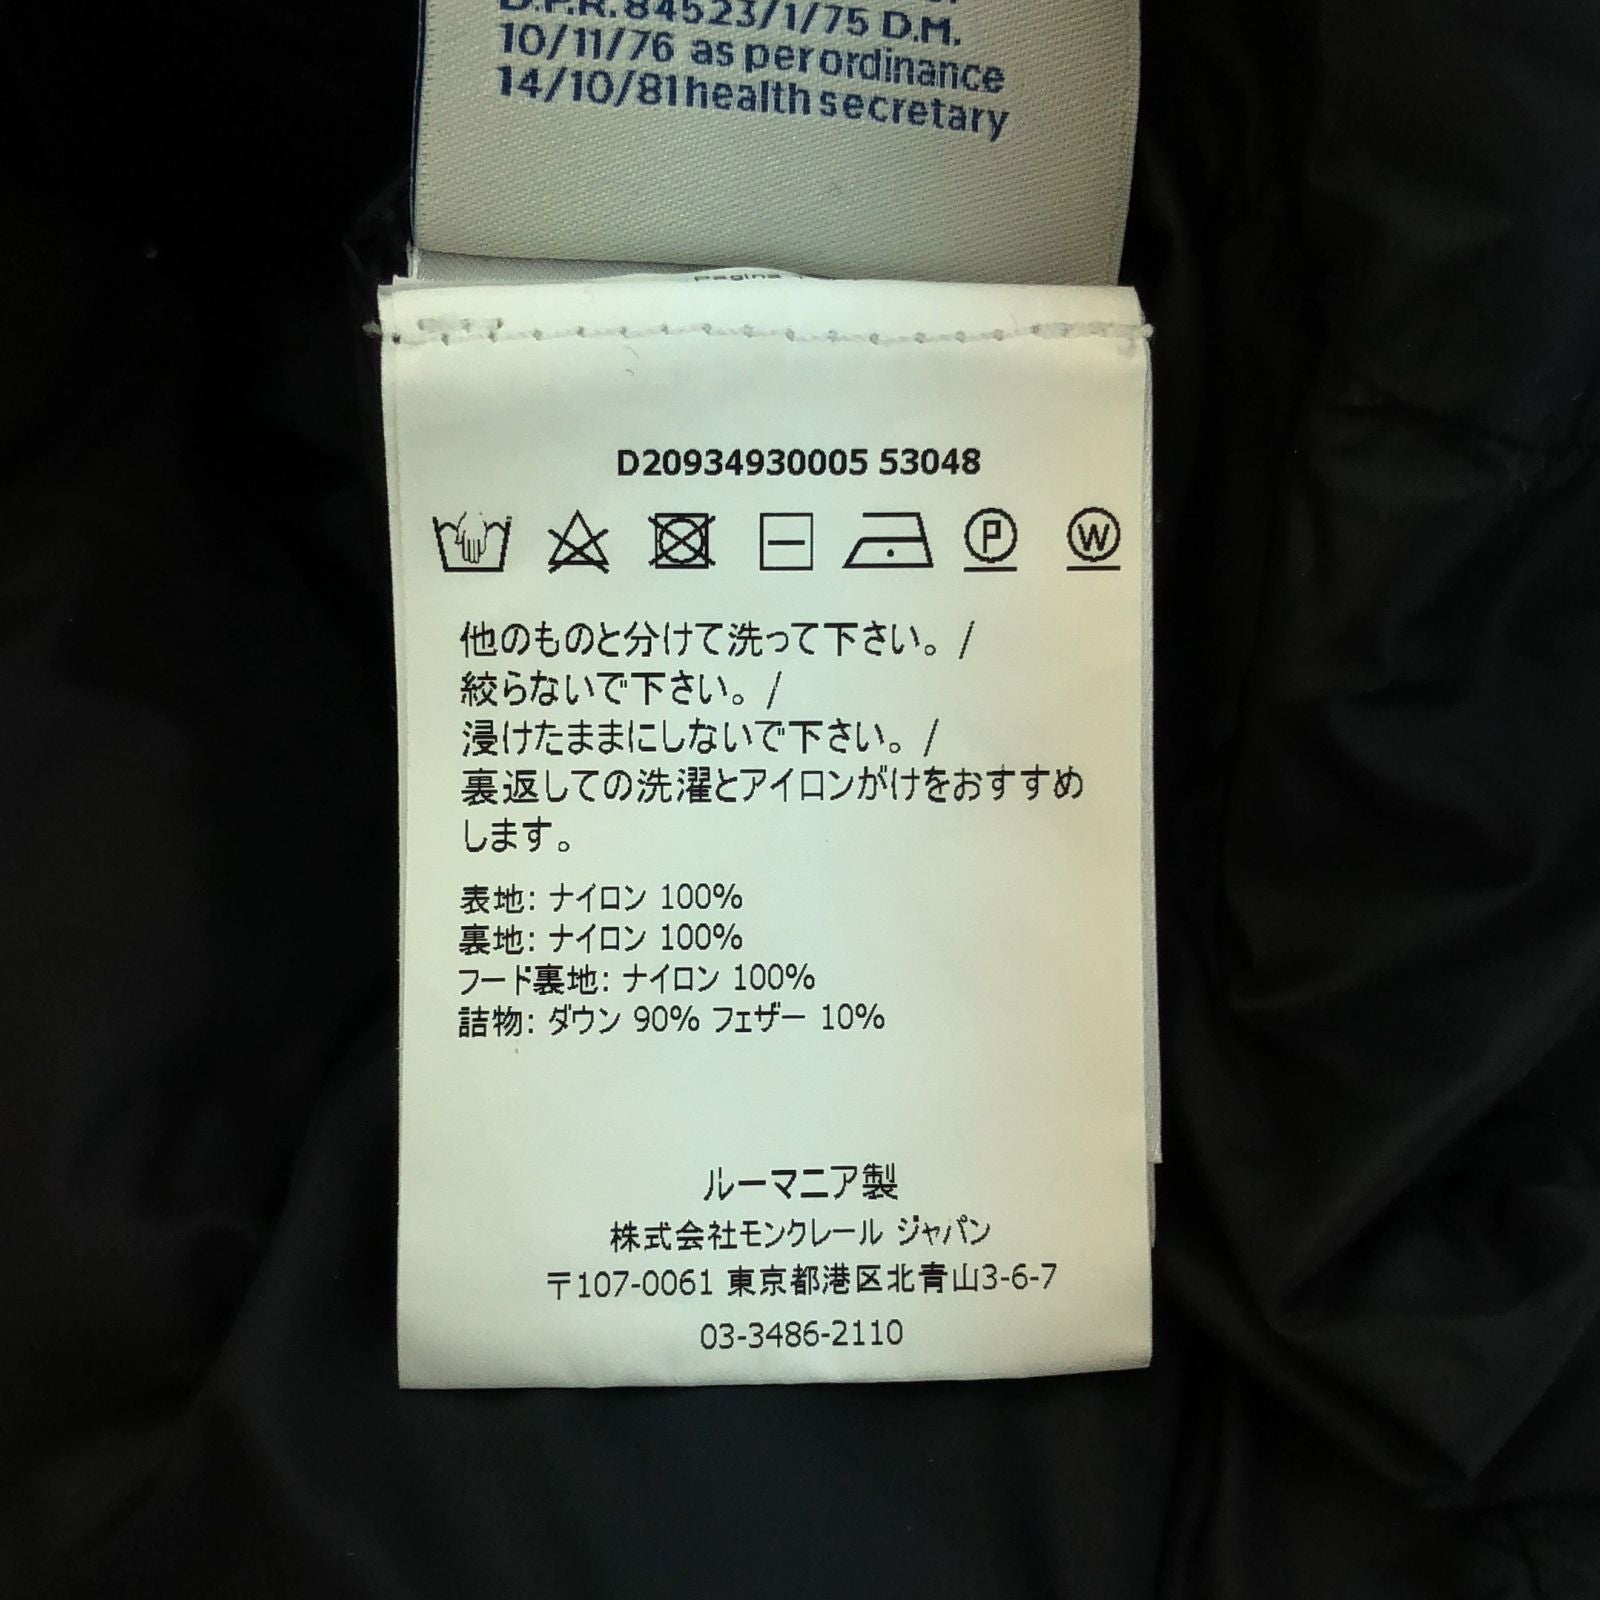 D.P.R. 84523/1/75 D.M.
10/11/76 as per ordinance
14/10/81 health secretary
Pagina
D20934930005 53048
P
W
他のものと分けて洗って下さい。/
絞らないで下さい。/
浸けたままにしないで下さい。/
裏返しての洗濯とアイロンがけをおすすめ
します。
表地: ナイロン 100%
裏地: ナイロン 100%
フード裏地: ナイロン 100%
詰物: ダウン 90% フェザー 10%
ルーマニア製
株式会社モンクレール ジャパン
〒107-0061 東京都港区北青山3-6-7
03-3486-2110